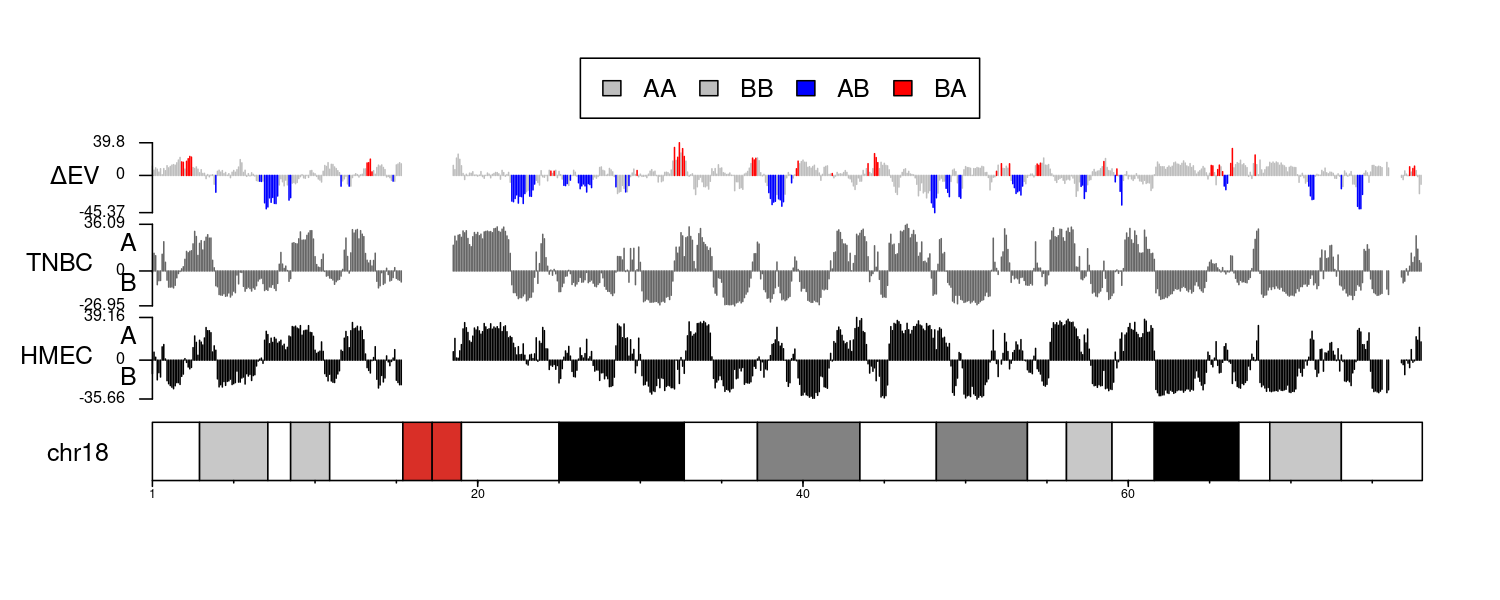 AA BB AB BA
39.8
ΔEV 0
-45.37
36.09
A
TNBC 0
B
-26.95
39.16
A
HMEC 0
B
-35.66
chr18
1 20 40 60